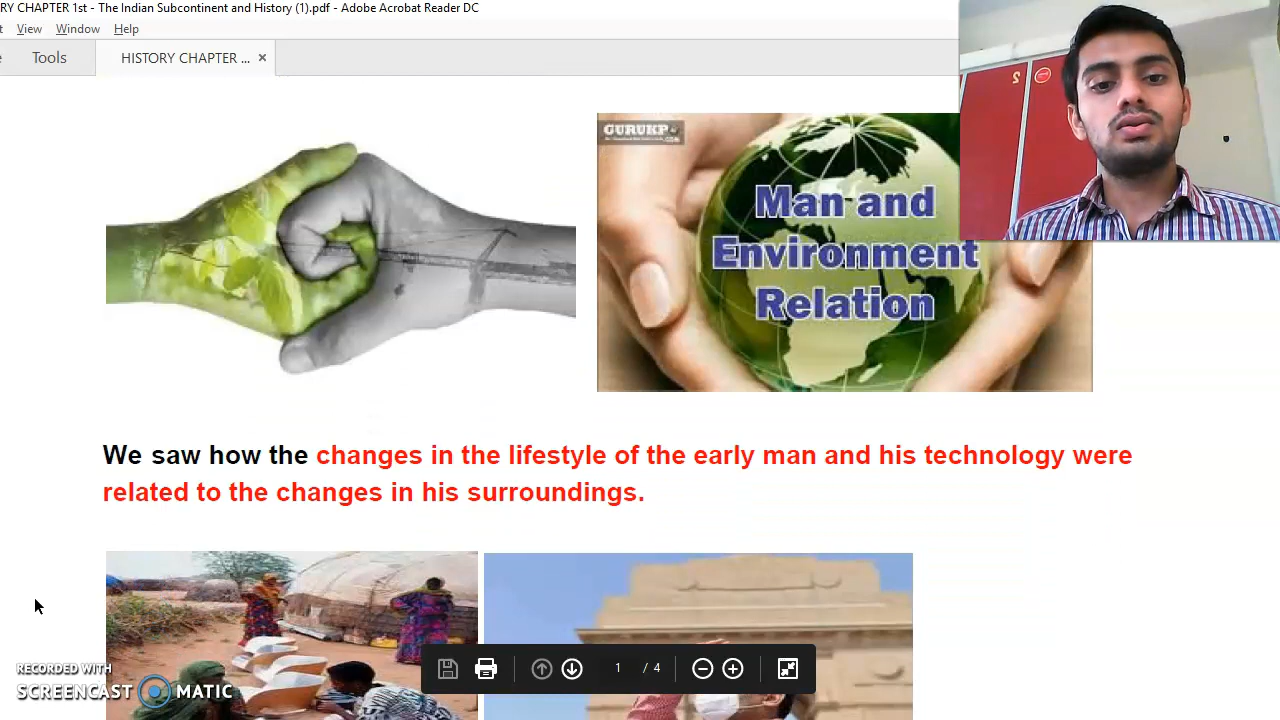 RY CHAPTER 1st - The Indian Subcontinent and History (1).pdf - Adobe Acrobat Reader DC
t View Window Help
e Tools HISTORY CHAPTER ... ×
2
GURUKP
Man and
Environment
Relation
We saw how the changes in the lifestyle of the early man and his technology were
related to the changes in his surroundings.
1 / 4
RECORDED WITH
SCREENCAST MATIC